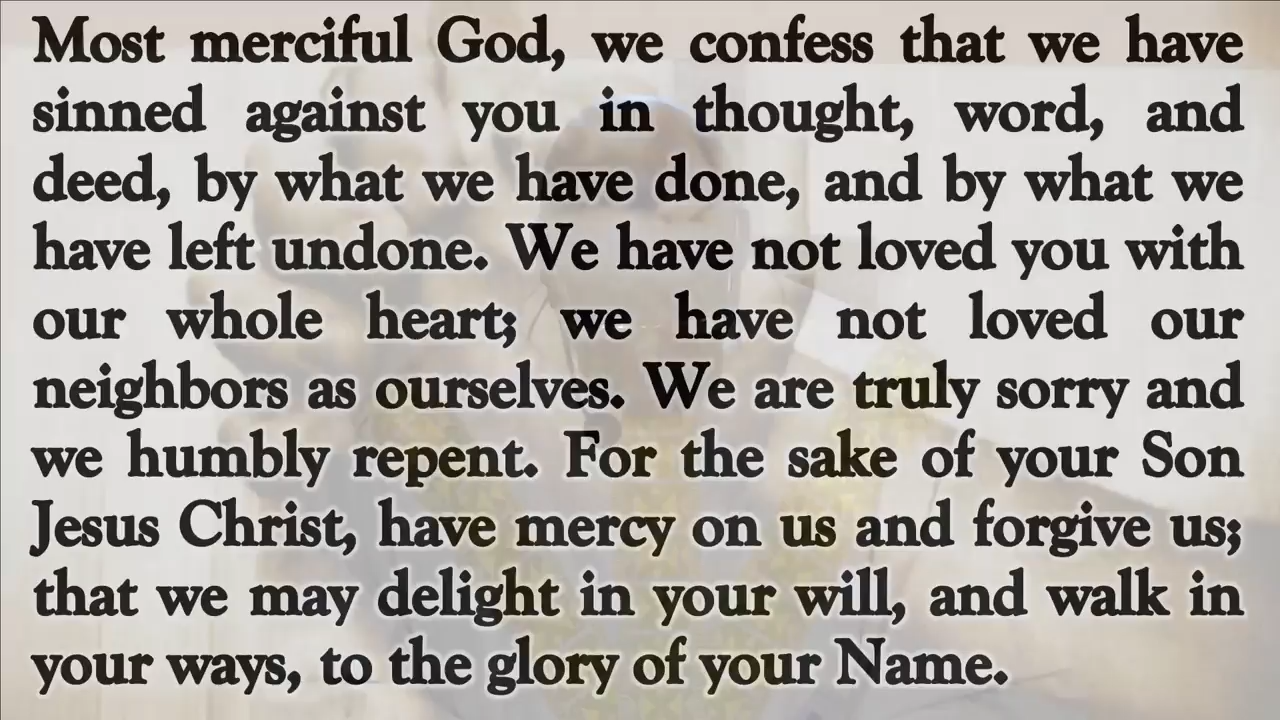 Most merciful God, we confess that we have
sinned against you in thought, word, and
deed, by what we have done, and by what we
have left undone. We have not loved you with
our whole heart; we have not loved our
neighbors as ourselves. We are truly sorry and
we humbly repent. For the sake of your Son
Jesus Christ, have mercy on us and forgive us;
that we may delight in your will, and walk in
your ways, to the glory of your Name.